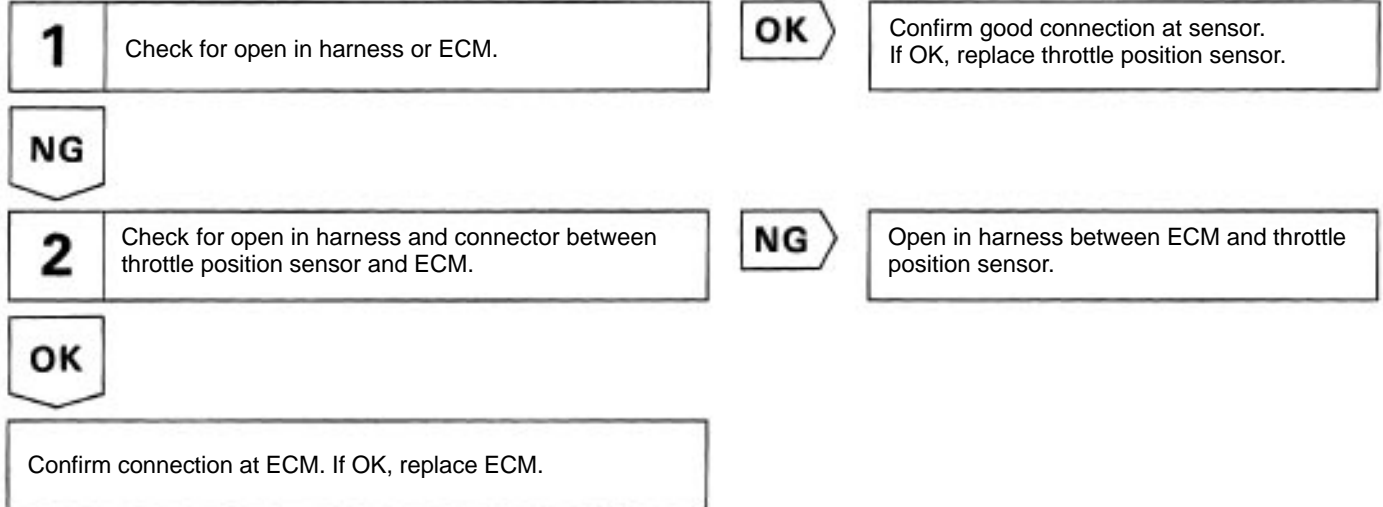 1
Check for open in harness or ECM.
OK
Confirm good connection at sensor.
If OK, replace throttle position sensor.
NG
2
Check for open in harness and connector between
throttle position sensor and ECM.
NG
Open in harness between ECM and throttle
position sensor.
OK
Confirm connection at ECM. If OK, replace ECM.